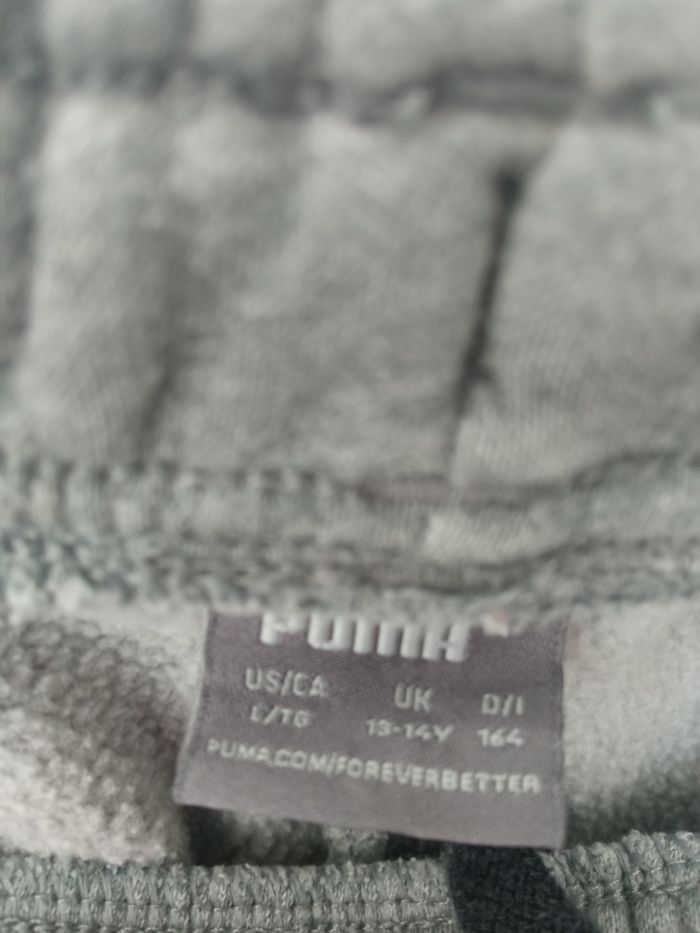 PUMA
US/CA UK D/I
L/TG 13-14Y 164
PUMA.COM/FOREVERBETTER